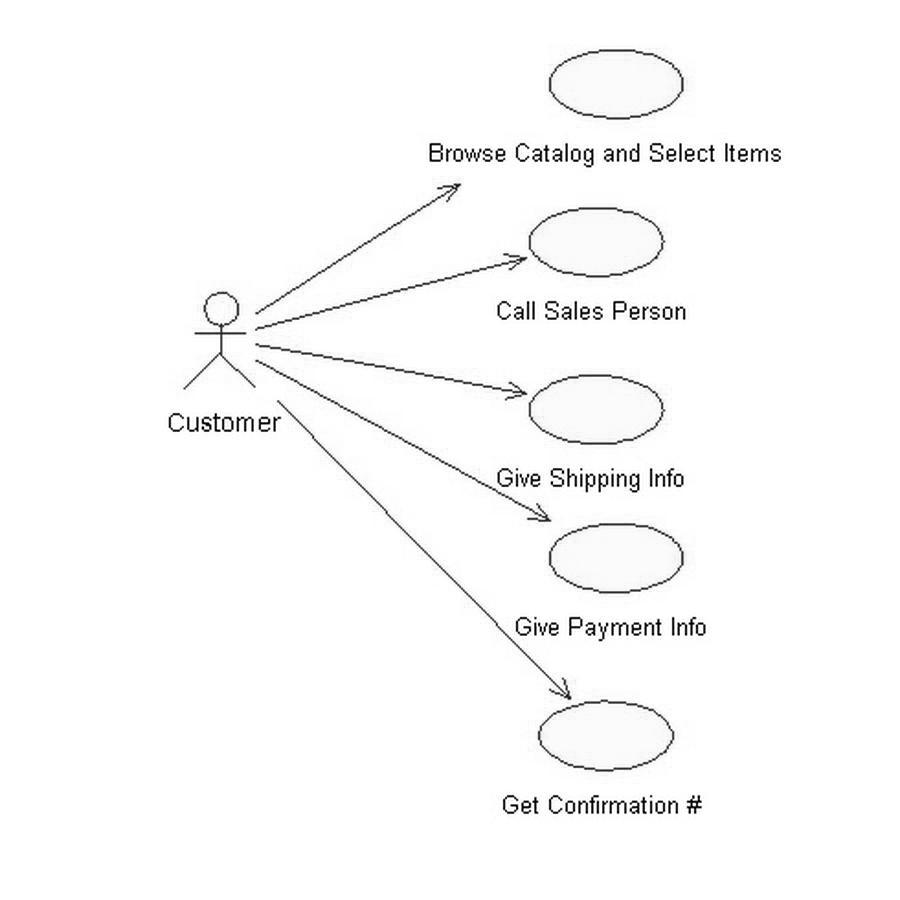 Browse Catalog and Select Items
Call Sales Person
Customer
Give Shipping Info
Give Payment Info
Get Confirmation #